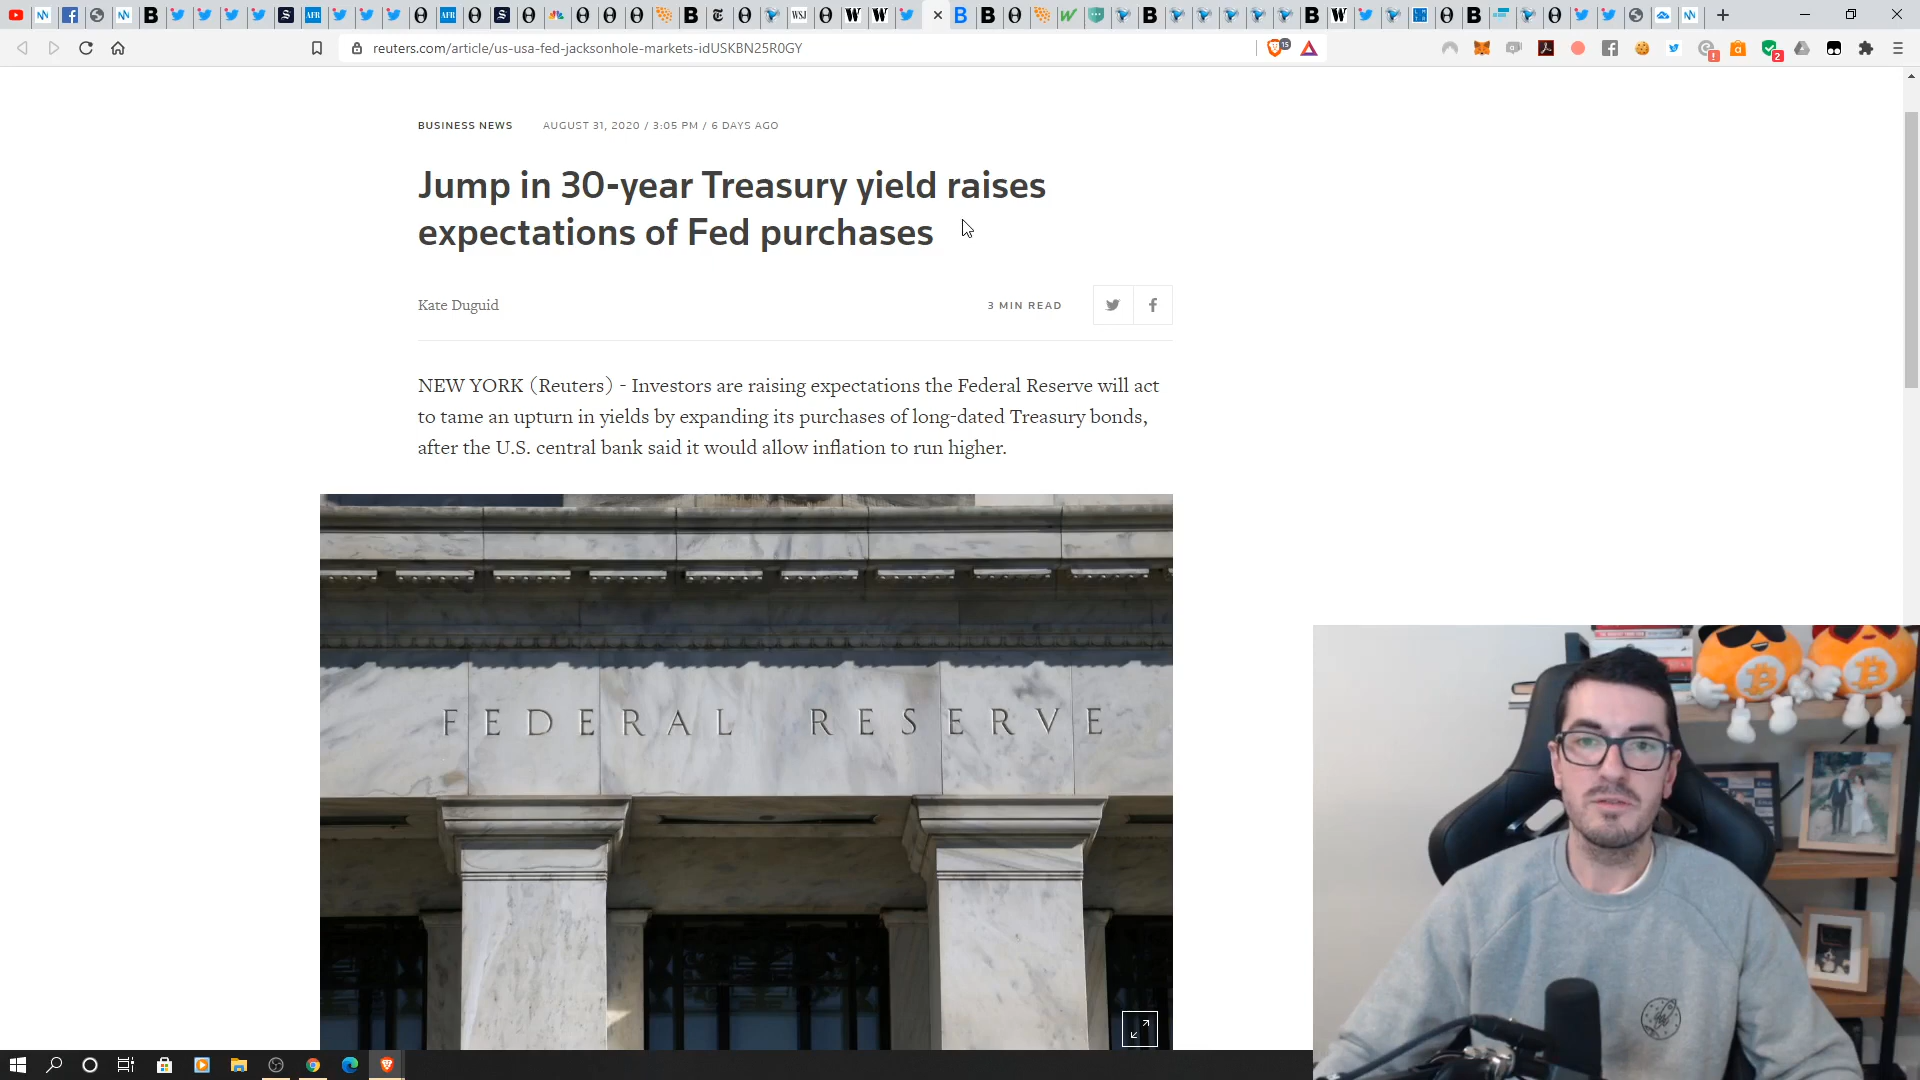 reuters.com/article/us-usa-fed-jacksonhole-markets-idUSKBN25R0GY
BUSINESS NEWS AUGUST 31, 2020 / 3:05 PM / 6 DAYS AGO
Jump in 30-year Treasury yield raises
expectations of Fed purchases
Kate Duguid
3 MIN READ
NEW YORK (Reuters) - Investors are raising expectations the Federal Reserve will act
to tame an upturn in yields by expanding its purchases of long-dated Treasury bonds,
after the U.S. central bank said it would allow inflation to run higher.
FEDERAL RESERVE